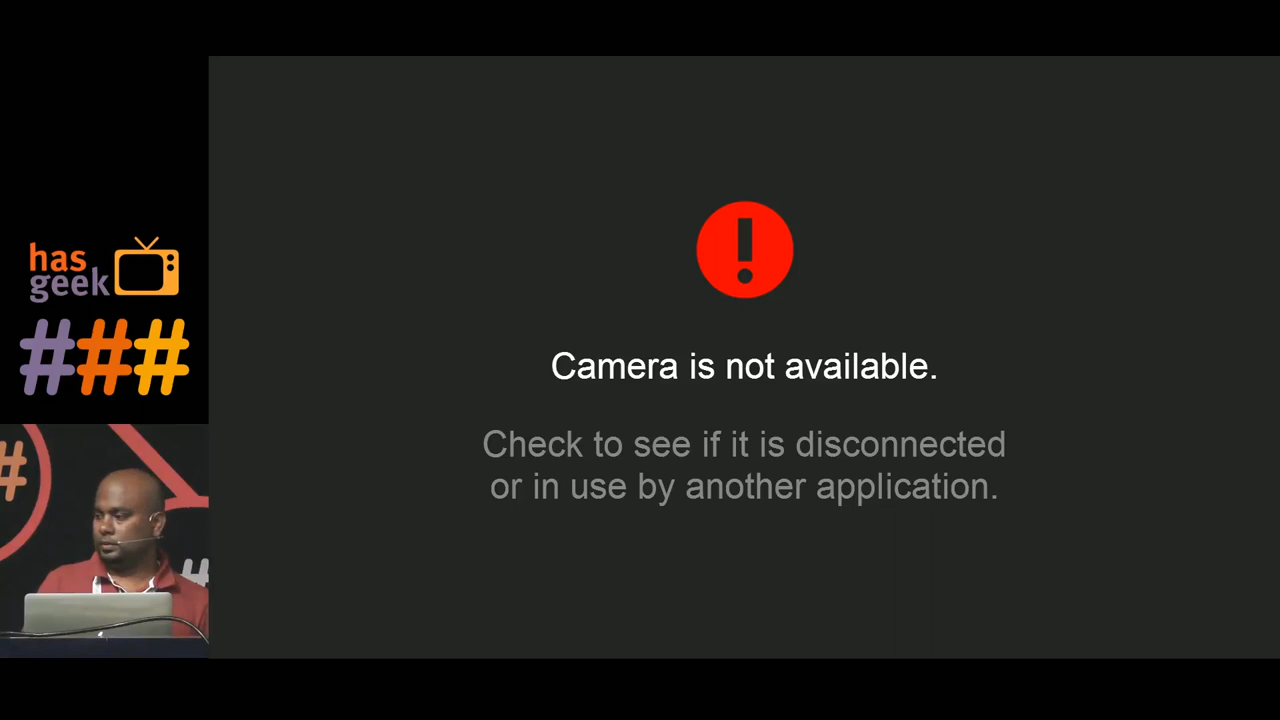 has
geek
###
Camera is not available.
Check to see if it is disconnected
or in use by another application.
#
#